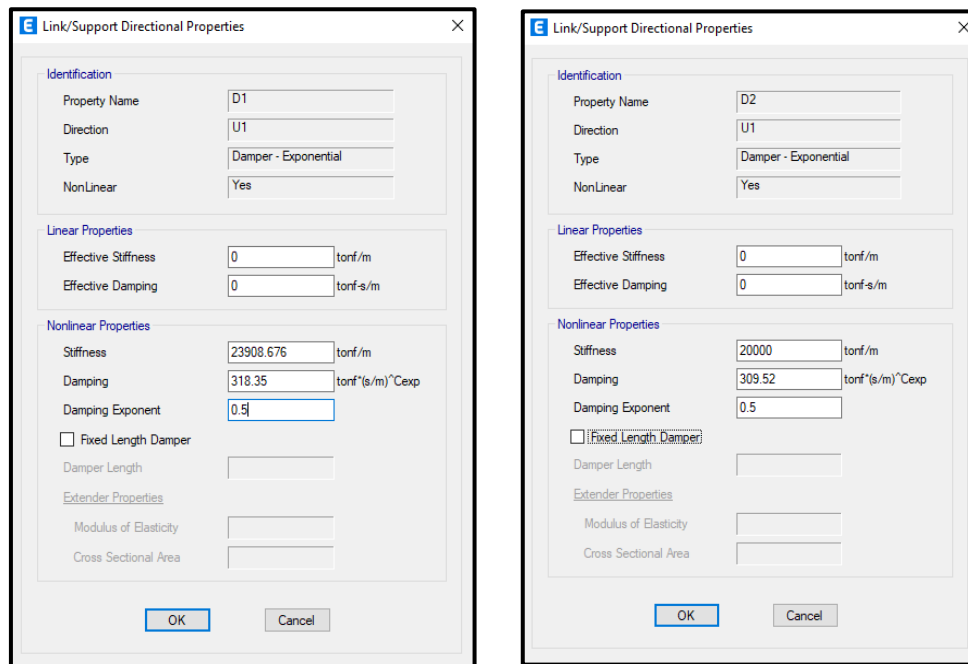 E Link/Support Directional Properties
Identification
Property Name D1
Direction U1
Type Damper - Exponential
NonLinear Yes
Linear Properties
Effective Stiffness 0 tonf/m
Effective Damping 0 tonf-s/m
Nonlinear Properties
Stiffness 23908.676 tonf/m
Damping 318.35 tonf*(s/m)^Cexp
Damping Exponent 0.5
Fixed Length Damper
Damper Length
Extender Properties
Modulus of Elasticity
Cross Sectional Area
OK Cancel
E Link/Support Directional Properties
Identification
Property Name D2
Direction U1
Type Damper - Exponential
NonLinear Yes
Linear Properties
Effective Stiffness 0 tonf/m
Effective Damping 0 tonf-s/m
Nonlinear Properties
Stiffness 20000 tonf/m
Damping 309.52 tonf*(s/m)^Cexp
Damping Exponent 0.5
Fixed Length Damper
Damper Length
Extender Properties
Modulus of Elasticity
Cross Sectional Area
OK Cancel